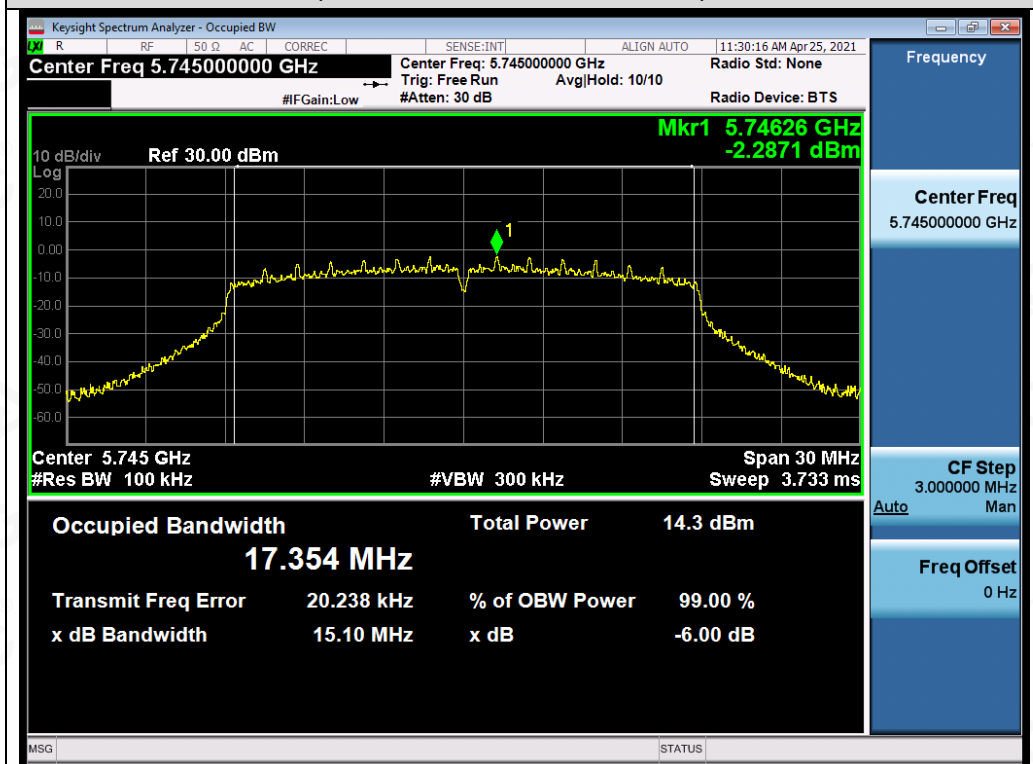 Keysight Spectrum Analyzer - Occupied BW
LXI R RF 50 Ω AC CORREC SENSE:INT ALIGN AUTO 11:30:16 AM Apr 25, 2021
Center Freq 5.745000000 GHz
Center Freq: 5.745000000 GHz
Radio Std: None
Trig: Free Run Avg|Hold: 10/10
#IFGain:Low #Atten: 30 dB
Radio Device: BTS
Mkr1 5.74626 GHz
-2.2871 dBm
10 dB/div Ref 30.00 dBm
Log
20.0
10.0
0.00
-10.0
-20.0
-30.0
-40.0
-50.0
-60.0
1
Center 5.745 GHz Span 30 MHz
#Res BW 100 kHz #VBW 300 kHz Sweep 3.733 ms
Occupied Bandwidth Total Power 14.3 dBm
17.354 MHz
Transmit Freq Error 20.238 kHz % of OBW Power 99.00 %
x dB Bandwidth 15.10 MHz x dB -6.00 dB
Frequency
Center Freq
5.745000000 GHz
CF Step
3.000000 MHz
Auto Man
Freq Offset
0 Hz
MSG STATUS